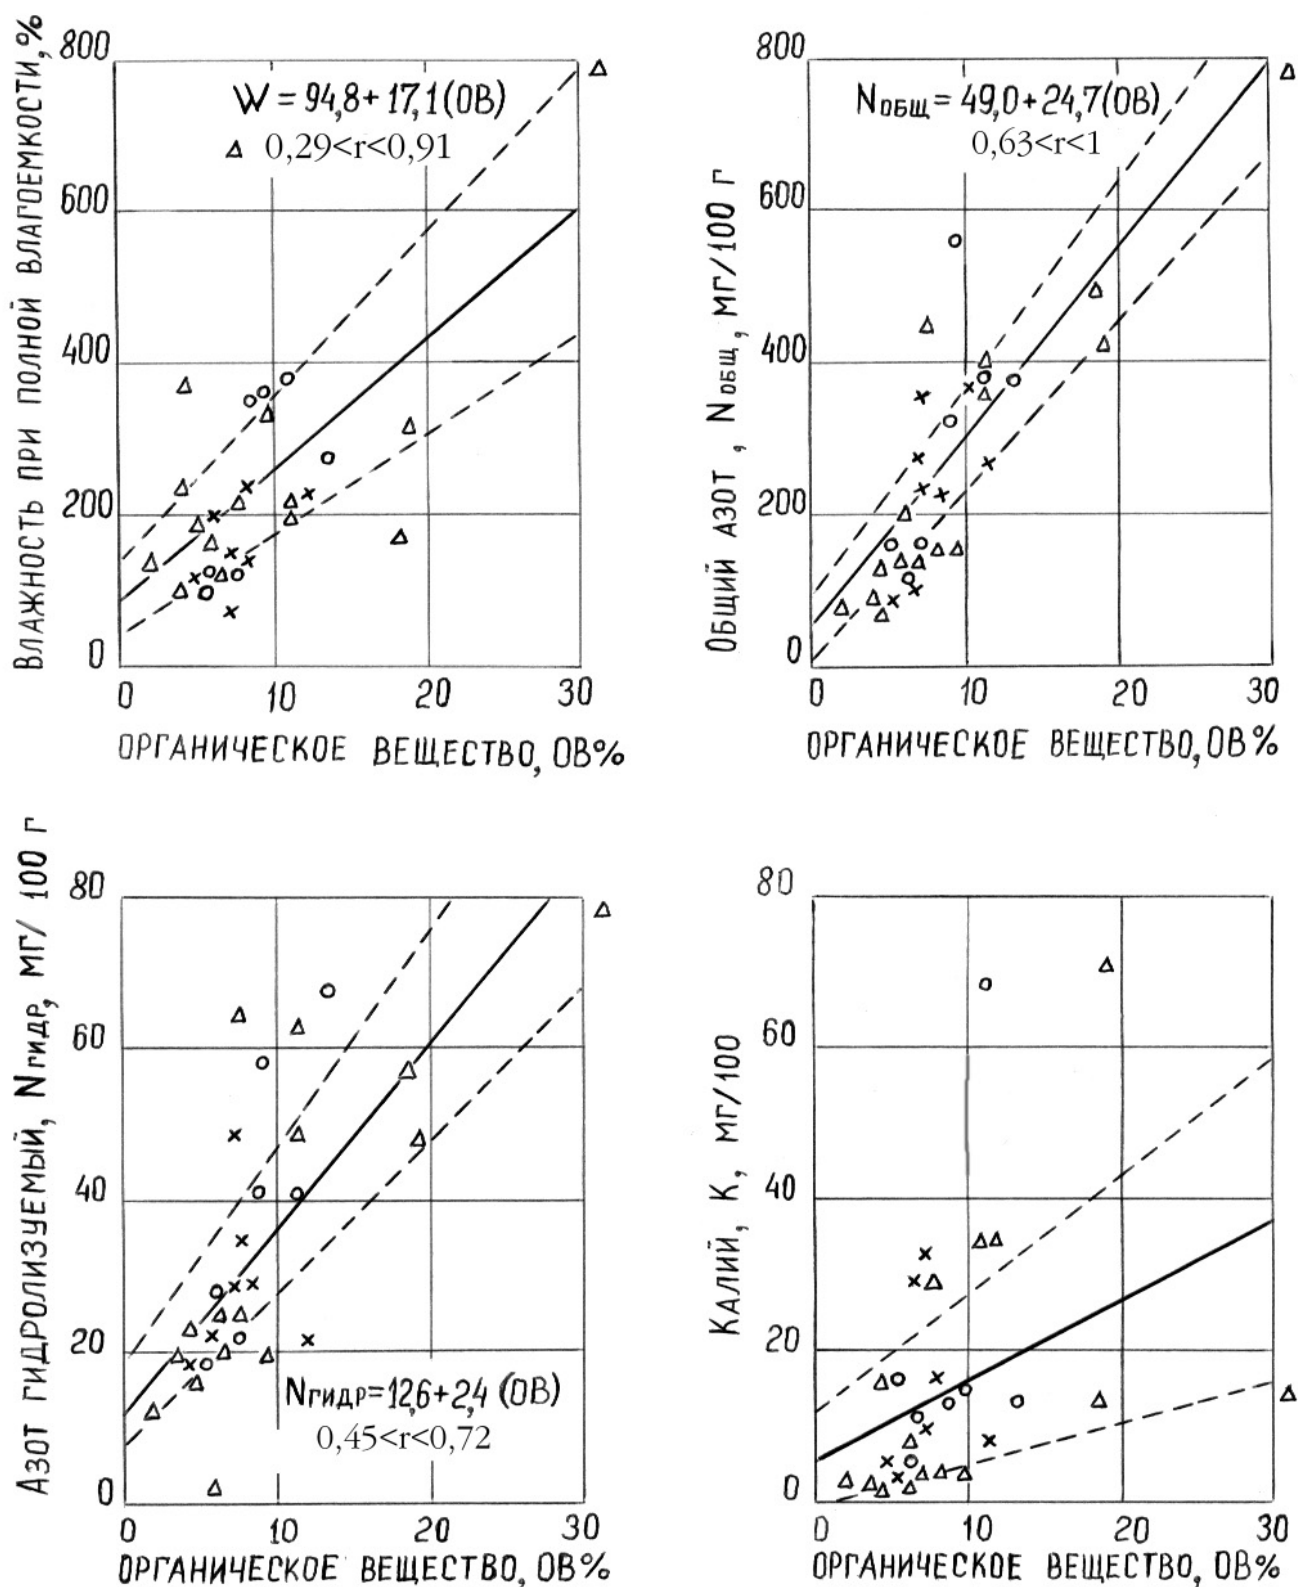 ВЛАЖНОСТЬ ПРИ ПОЛНОЙ ВЛАГОЕМКОСТИ, %
800
600
400
200
0
W = 94,8 + 17,1 (ОВ)
0,29<r<0,91
0 10 20 30
ОРГАНИЧЕСКОЕ ВЕЩЕСТВО, ОВ%
ОБЩИЙ АЗОТ, NОБЩ, МГ/100 Г
800
600
400
200
0
NОБЩ = 49,0 + 24,7 (ОВ)
0,63<r<1
0 10 20 30
ОРГАНИЧЕСКОЕ ВЕЩЕСТВО, ОВ%
АЗОТ ГИДРОЛИЗУЕМЫЙ, NГИДР, МГ/ 100 Г
80
60
40
20
0
NГИДР = 12,6 + 2,4 (ОВ)
0,45<r<0,72
0 10 20 30
ОРГАНИЧЕСКОЕ ВЕЩЕСТВО, ОВ%
КАЛИЙ, К, МГ/100
80
60
40
20
0
0 10 20 30
ОРГАНИЧЕСКОЕ ВЕЩЕСТВО, ОВ%